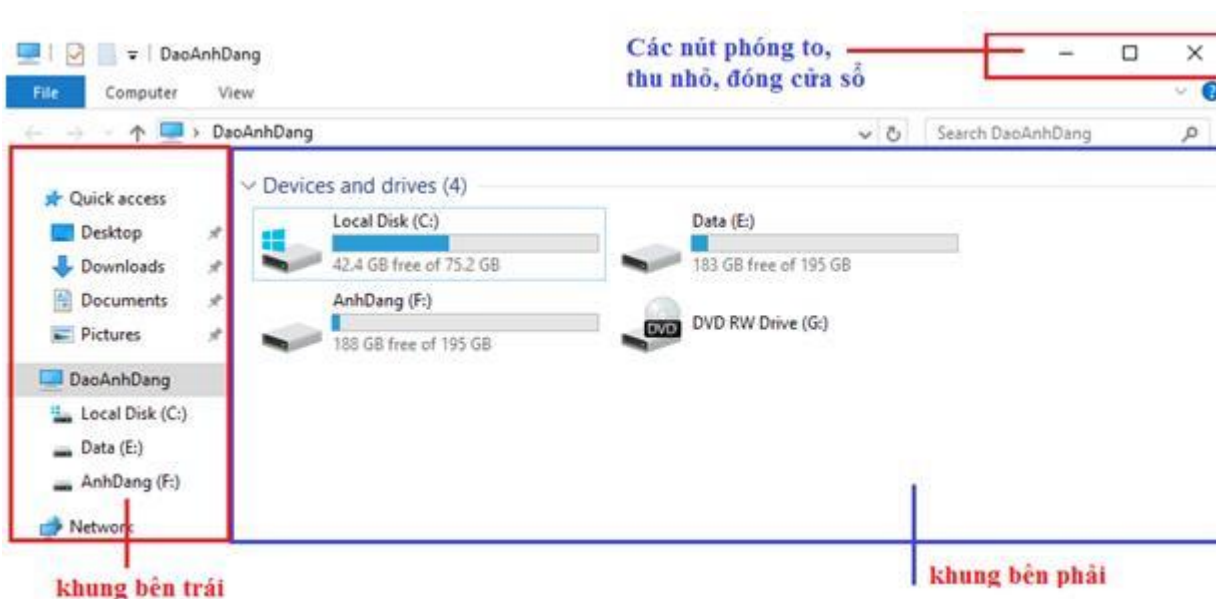 DaoAnhDang
Các nút phóng to,
thu nhỏ, đóng cửa sổ
File Computer View
DaoAnhDang
Search DaoAnhDang
Quick access
Desktop
Downloads
Documents
Pictures
DaoAnhDang
Local Disk (C:)
Data (E:)
AnhDang (F:)
Network
Devices and drives (4)
Local Disk (C:)
42.4 GB free of 75.2 GB
Data (E:)
183 GB free of 195 GB
AnhDang (F:)
188 GB free of 195 GB
DVD
DVD RW Drive (G:)
khung bên trái
khung bên phải